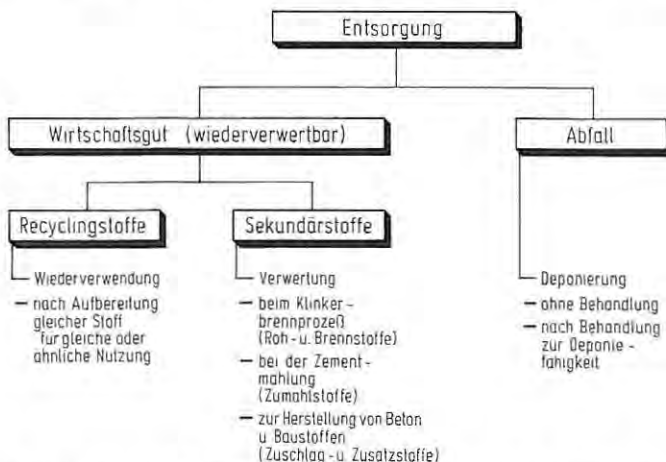 Entsorgung
Wirtschaftsgut (wiederverwertbar)
Abfall
Recyclingstoffe
Sekundärstoffe
Wiederverwendung
– nach Aufbereitung
gleicher Stoff
für gleiche oder
ähnliche Nutzung
Verwertung
– beim Klinker-
brennprozeß
(Roh- u. Brennstoffe)
– bei der Zement-
mahlung
(Zumahlstoffe)
– zur Herstellung von Beton
u Baustoffen
(Zuschlag- u. Zusatzstoffe)
Deponierung
– ohne Behandlung
– nach Behandlung
zur Deponie-
fähigkeit